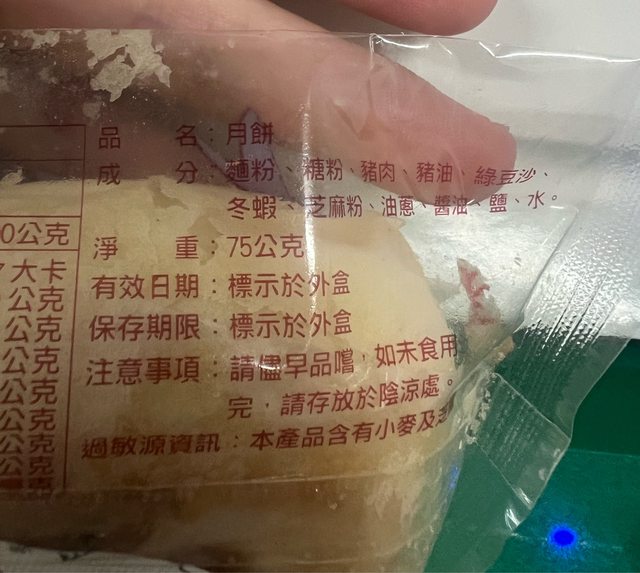 品　　名：月餅
成　　分：麵粉、糖粉、豬肉、豬油、綠豆沙、
冬蝦、芝麻粉、油蔥、醬油、鹽、水。
淨　　重：75公克
有效日期：標示於外盒
保存期限：標示於外盒
注意事項：請儘早品嚐，如未食用
完，請存放於陰涼處。
過敏源資訊：本產品含有小麥及
0公克
大卡
公克
公克
公克
公克
公克
公克
公克